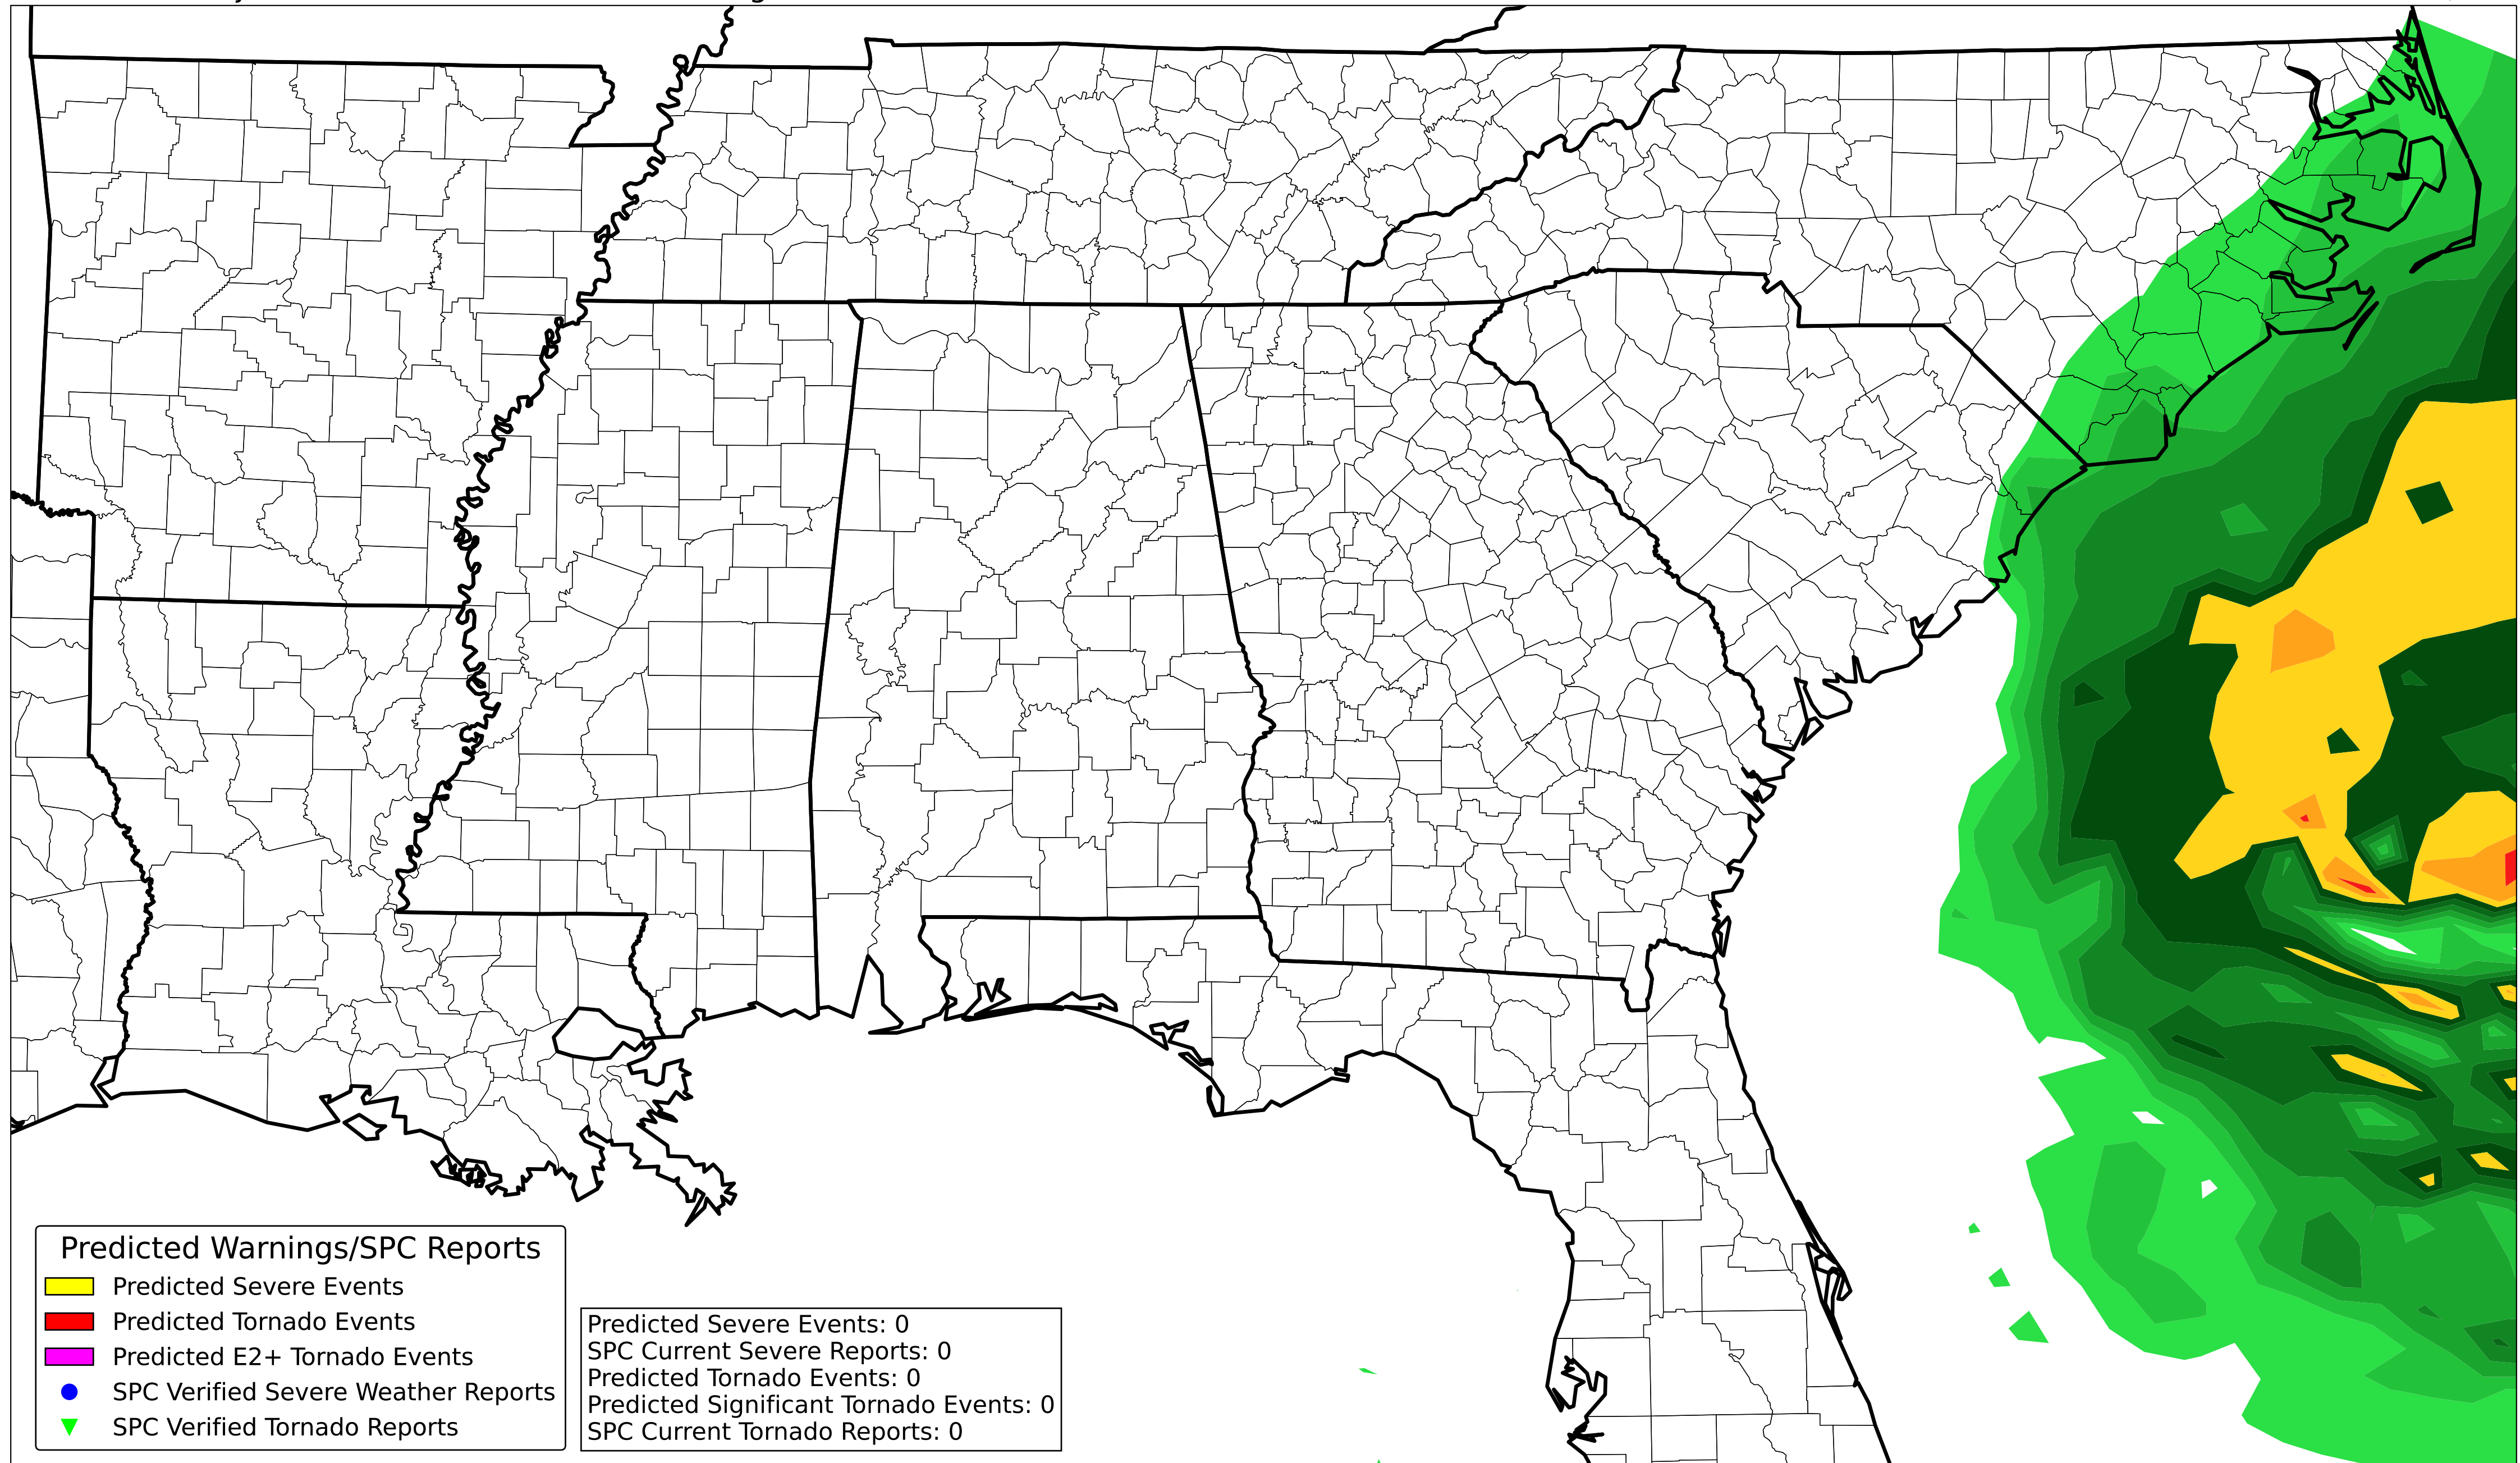 Predicted Warnings/SPC Reports
Predicted Severe Events
Predicted Tornado Events
Predicted E2+ Tornado Events
SPC Verified Severe Weather Reports
SPC Verified Tornado Reports
Predicted Severe Events: 0
SPC Current Severe Reports: 0
Predicted Tornado Events: 0
Predicted Significant Tornado Events: 0
SPC Current Tornado Reports: 0